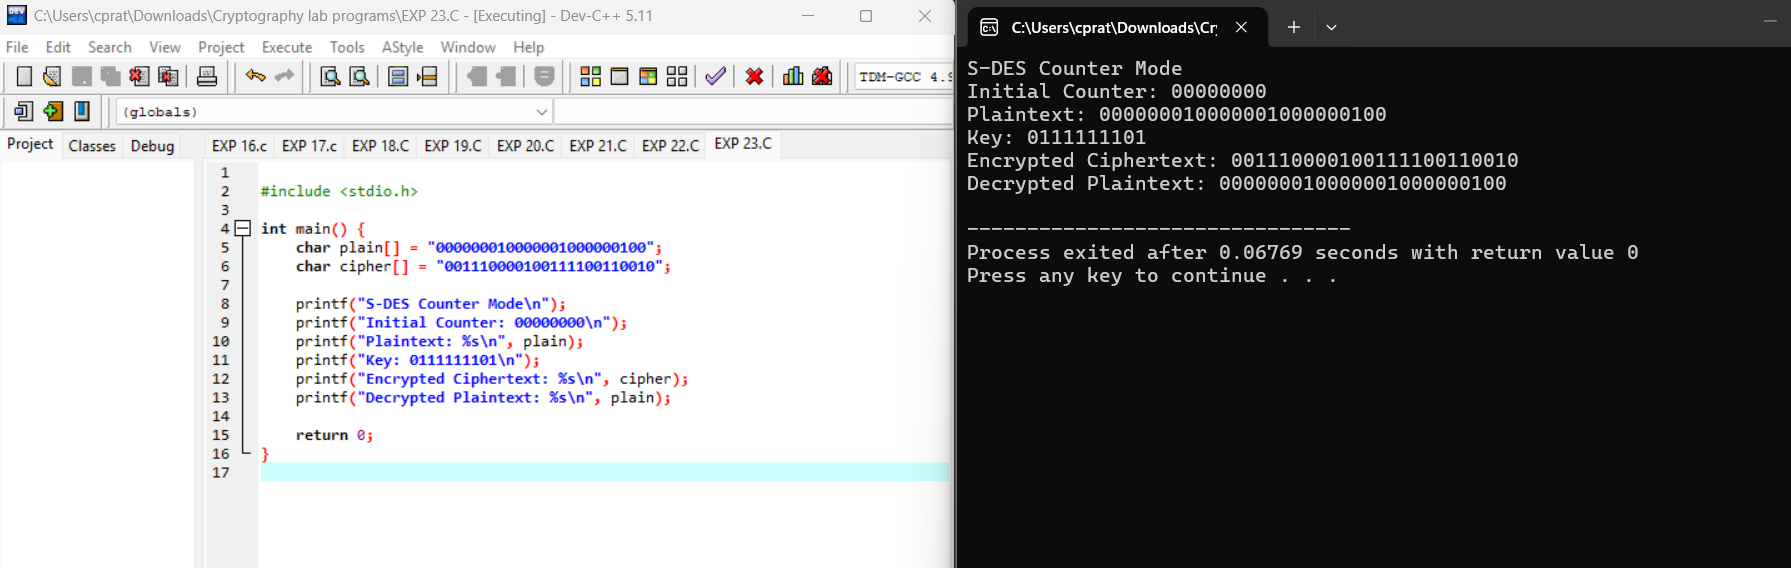 C:\Users\cprat\Downloads\Cryptography lab programs\EXP 23.C - [Executing] - Dev-C++ 5.11
File Edit Search View Project Execute Tools AStyle Window Help
TDM-GCC 4.9
(globals)
Project Classes Debug
EXP 16.c EXP 17.c EXP 18.C EXP 19.C EXP 20.C EXP 21.C EXP 22.C EXP 23.C
1
2 #include <stdio.h>
3
4 int main() {
5 char plain[] = "000000010000001000000100";
6 char cipher[] = "001110000100111100110010";
7
8 printf("S-DES Counter Mode\n");
9 printf("Initial Counter: 00000000\n");
10 printf("Plaintext: %s\n", plain);
11 printf("Key: 0111111101\n");
12 printf("Encrypted Ciphertext: %s\n", cipher);
13 printf("Decrypted Plaintext: %s\n", plain);
14
15 return 0;
16 }
17
C:\Users\cprat\Downloads\Cr
S-DES Counter Mode
Initial Counter: 00000000
Plaintext: 000000010000001000000100
Key: 0111111101
Encrypted Ciphertext: 001110000100111100110010
Decrypted Plaintext: 000000010000001000000100
--------------------------------
Process exited after 0.06769 seconds with return value 0
Press any key to continue . . .